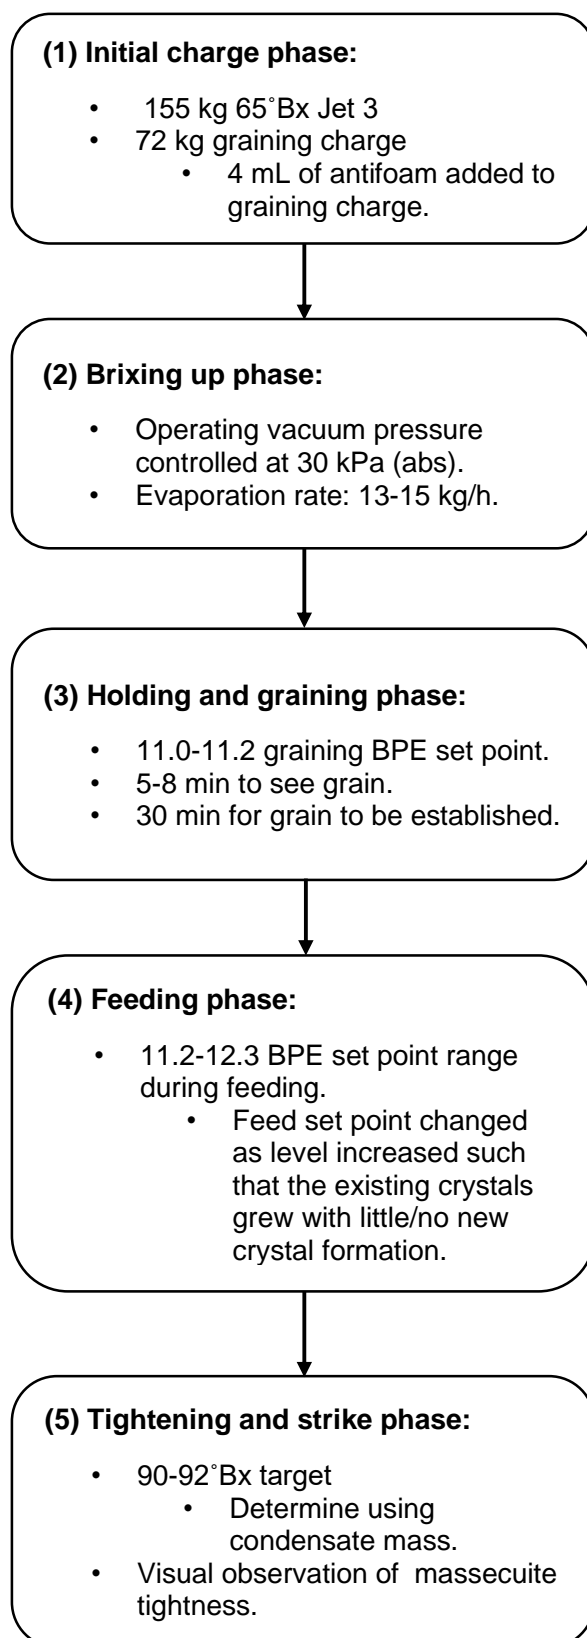 (1) Initial charge phase:
• 155 kg 65˚Bx Jet 3
• 72 kg graining charge
• 4 mL of antifoam added to
graining charge.
(2) Brixing up phase:
• Operating vacuum pressure
controlled at 30 kPa (abs).
• Evaporation rate: 13-15 kg/h.
(3) Holding and graining phase:
• 11.0-11.2 graining BPE set point.
• 5-8 min to see grain.
• 30 min for grain to be established.
(4) Feeding phase:
• 11.2-12.3 BPE set point range
during feeding.
• Feed set point changed
as level increased such
that the existing crystals
grew with little/no new
crystal formation.
(5) Tightening and strike phase:
• 90-92˚Bx target
• Determine using
condensate mass.
• Visual observation of massecuite
tightness.